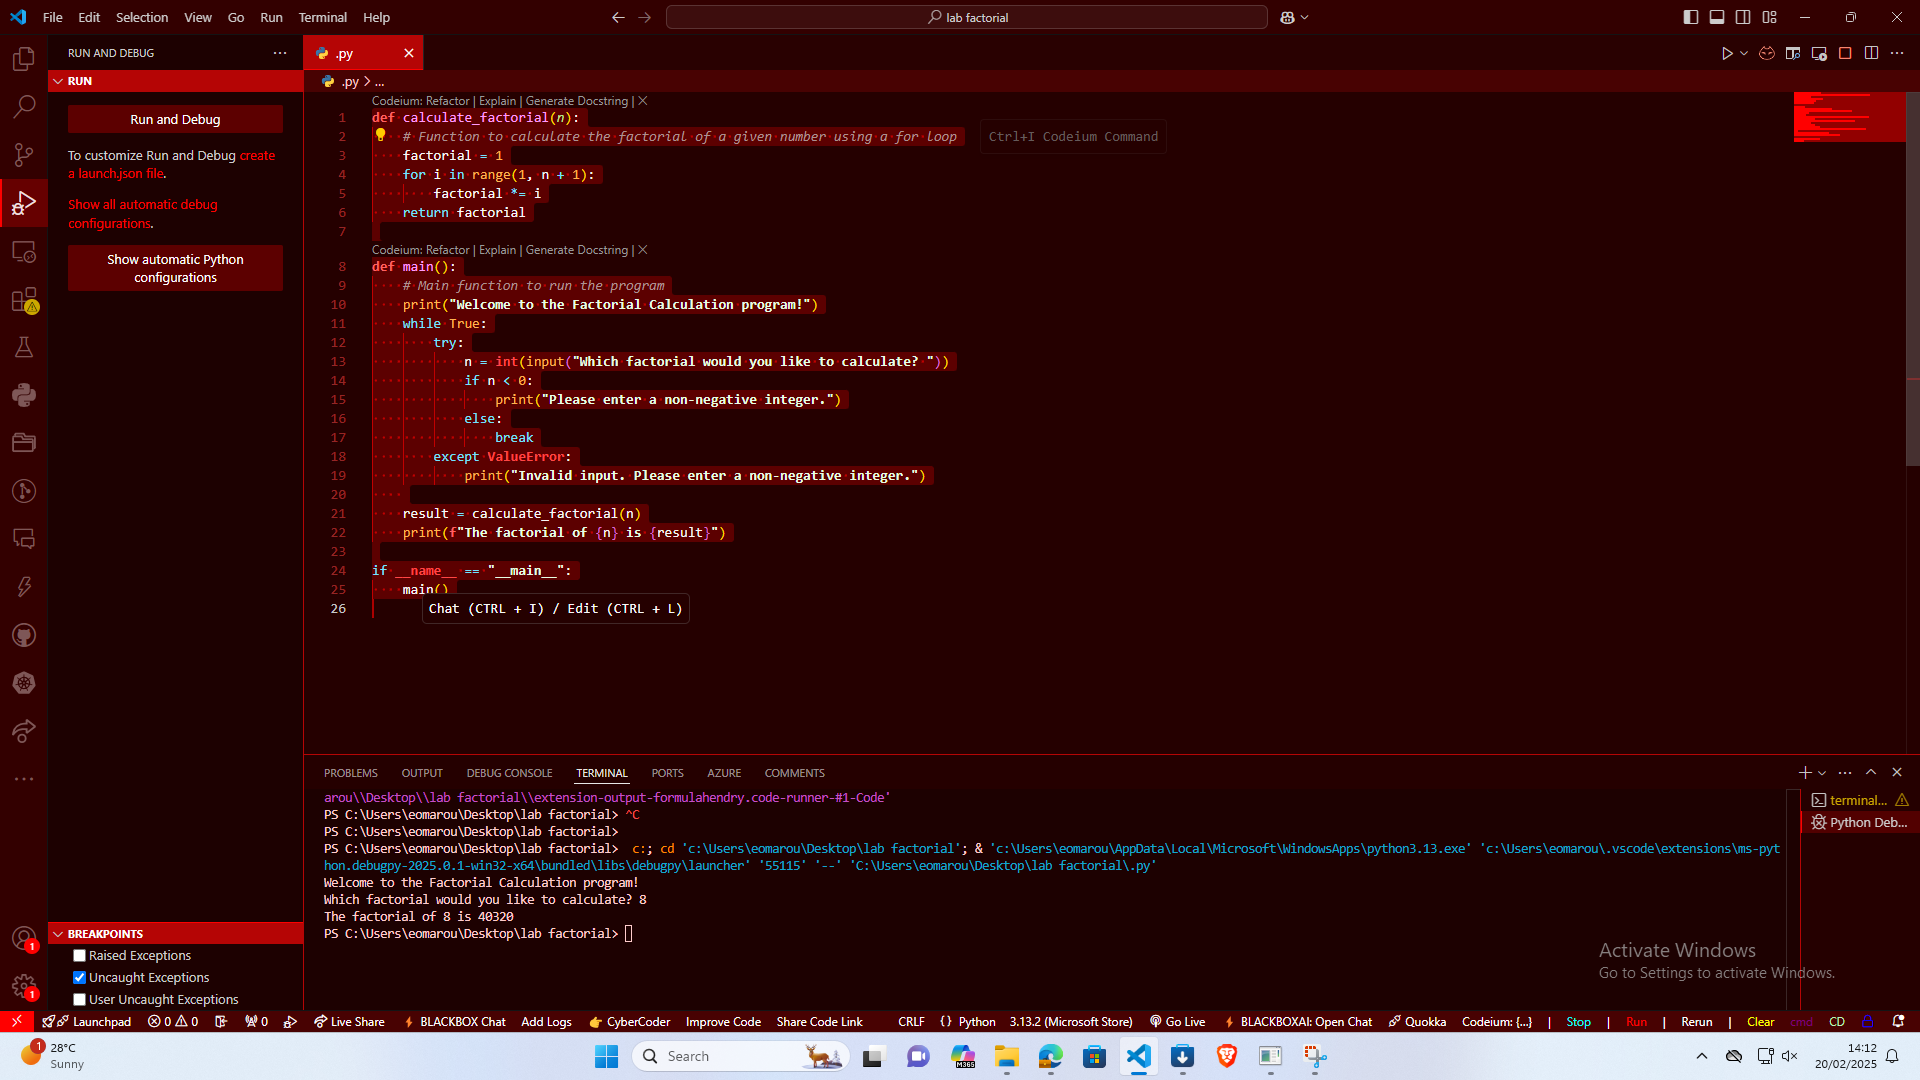 File Edit Selection View Go Run Terminal Help
lab factorial
RUN AND DEBUG
RUN
Run and Debug
To customize Run and Debug create
a launch.json file.
Show all automatic debug
configurations.
Show automatic Python
configurations
.py
.py > ...
Codeium: Refactor | Explain | Generate Docstring | X
1 def calculate_factorial(n):
2 # Function to calculate the factorial of a given number using a for loop
Ctrl+I Codeium Command
3 factorial = 1
4 for i in range(1, n + 1):
5 factorial *= i
6 return factorial
7
Codeium: Refactor | Explain | Generate Docstring | X
8 def main():
9 # Main function to run the program
10 print("Welcome to the Factorial Calculation program!")
11 while True:
12 try:
13 n = int(input("Which factorial would you like to calculate? "))
14 if n < 0:
15 print("Please enter a non-negative integer.")
16 else:
17 break
18 except ValueError:
19 print("Invalid input. Please enter a non-negative integer.")
20
21 result = calculate_factorial(n)
22 print(f"The factorial of {n} is {result}")
23
24 if __name__ == "__main__":
25 main()
26
Chat (CTRL + I) / Edit (CTRL + L)
PROBLEMS OUTPUT DEBUG CONSOLE TERMINAL PORTS AZURE COMMENTS
arou\\Desktop\\lab factorial\\extension-output-formulahendry.code-runner-#1-Code'
PS C:\Users\eomarou\Desktop\lab factorial> ^C
PS C:\Users\eomarou\Desktop\lab factorial>
PS C:\Users\eomarou\Desktop\lab factorial> c:; cd 'c:\Users\eomarou\Desktop\lab factorial'; & 'c:\Users\eomarou\AppData\Local\Microsoft\WindowsApps\python3.13.exe' 'c:\Users\eomarou\.vscode\extensions\ms-pyt
hon.debugpy-2025.0.1-win32-x64\bundled\libs\debugpy\launcher' '55115' '--' 'C:\Users\eomarou\Desktop\lab factorial\.py'
Welcome to the Factorial Calculation program!
Which factorial would you like to calculate? 8
The factorial of 8 is 40320
PS C:\Users\eomarou\Desktop\lab factorial>
terminal...
Python Deb...
BREAKPOINTS
Raised Exceptions
Uncaught Exceptions
User Uncaught Exceptions
1
1
Activate Windows
Go to Settings to activate Windows.
Launchpad 0 0 0 Live Share BLACKBOX Chat Add Logs CyberCoder Improve Code Share Code Link CRLF {} Python 3.13.2 (Microsoft Store) Go Live BLACKBOXAI: Open Chat Quokka Codeium: {...} | Stop | Run | Rerun | Clear cmd CD
1
28°C
Sunny
Search
M365
14:12
20/02/2025